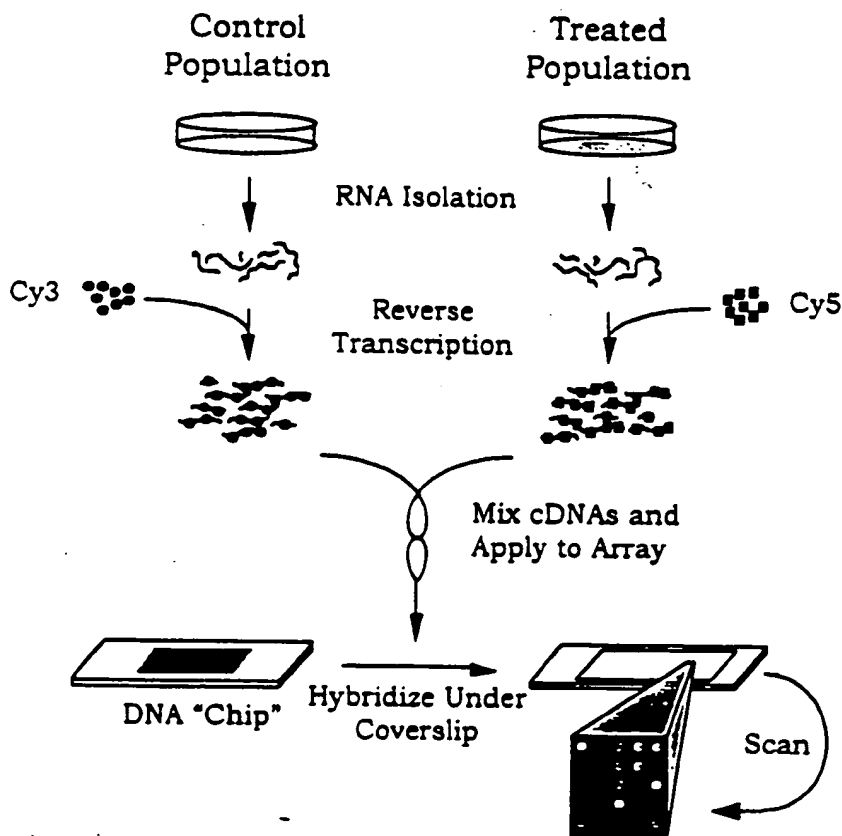 Control
Population
Treated
Population
RNA Isolation
Cy3
Reverse
Transcription
Cy5
Mix cDNAs and
Apply to Array
DNA "Chip"
Hybridize Under
Coverslip
Scan